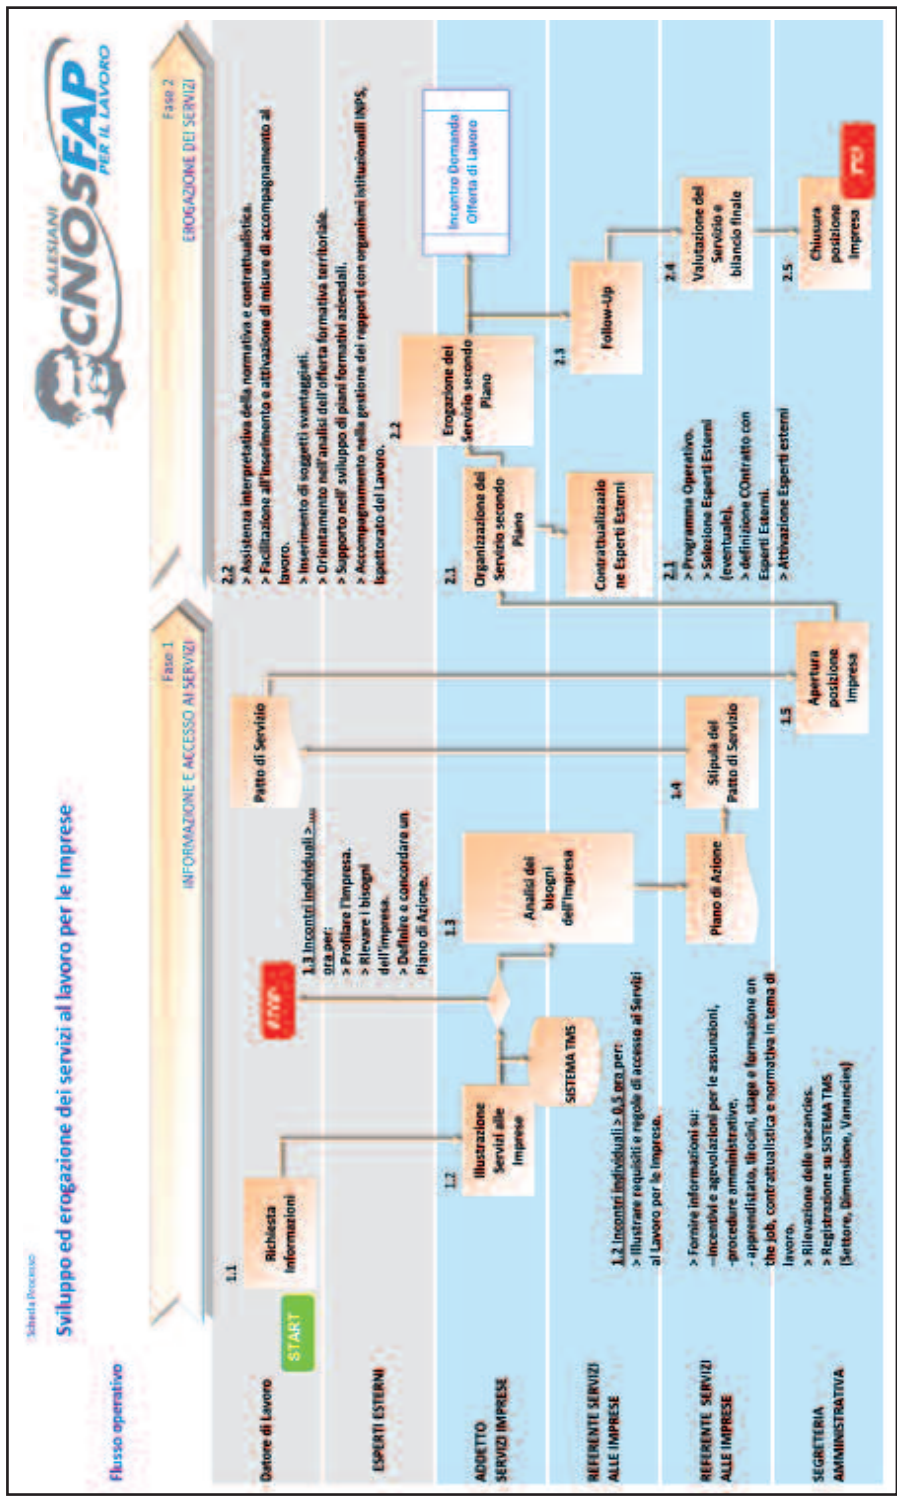 Scheda Processo
Sviluppo ed erogazione dei servizi al lavoro per le Imprese
SALESIANI
CNOSFAP
PER IL LAVORO
Flusso operativo
Fase 1
INFORMAZIONE E ACCESSO AI SERVIZI
Fase 2
EROGAZIONE DEI SERVIZI
Datore di Lavoro
START
1.1
Richiesta
Informazioni
STOP
1.3 Incontri individuali > ....
ora per:
> Profilare l'impresa.
> Rlevare i bisogni
dell'impresa.
> Definire e concordare un
Piano di Azione.
Patto di Servizio
2.2
> Assistenza interpretativa della normativa e contrattualistica.
> Facilitazione all'inserimento e attivazione di misure di accompagnamento al
lavoro.
> Inserimento di soggetti svantaggiati.
> Orientamento nell'analisi dell'offerta formativa territoriale.
> Supporto nell' sviluppo di piani formativi aziendali.
> Accompagnamento nella gestione dei rapporti con organismi istituzionalli INPS,
Ispettorato del Lavoro.
ESPERTI ESTERNI
ADDETTO
SERVIZI IMPRESE
1.2
Illustrazione
Servizi alle
Imprese
SISTEMA TMS
1.3
Analisi dei
bisogni
dell'Impresa
2.1
Organizzazione del
Servizio secondo
Piano
2.2
Erogazione del
Servizio secondo
Piano
Incontro Domanda
Offerta di Lavoro
REFERENTE SERVIZI
ALLE IMPRESE
1.2 Incontri individuali > 0,5 ora per:
> Illustrare requisiti e regole di accesso ai Servizi
al Lavoro per le Imprese.
Contrattualizzazio
ne Esperti Esterni
2.3
Follow-Up
REFERENTE SERVIZI
ALLE IMPRESE
> Fornire informazioni su:
–incentivi e agevolazioni per le assunzioni,
-procedure amministrative,
- apprendistato, tirocini, stage e formazione on
the job, contrattualistica e normativa in tema di
lavoro.
> Rilevazione delle vacancies.
> Registrazione su SISTEMA TMS
(Settore, Dimensione, Vanancies)
Piano di Azione
1.4
Stipula del
Patto di Servizio
2.1
> Programma Operativo.
> Selezione Esperti Esterni
(eventuale).
> definizione COntratto con
Esperti Esterni.
> Attivazione Esperti esterni
2.4
Valutazione del
Servizio e
bilancio finale
SEGRETERIA
AMMINISTRATIVA
1.5
Apertura
posizione
Impresa
2.5
Chiusura
posizione
Impresa